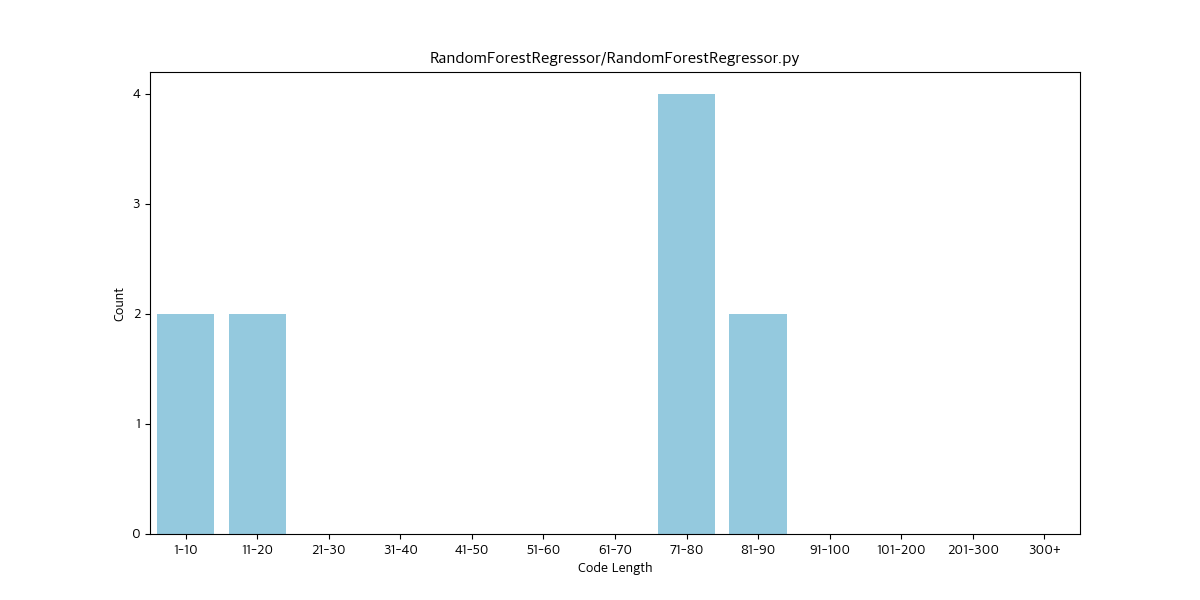 RandomForestRegressor/RandomForestRegressor.py
Count
4
3
2
1
0
1-10 11-20 21-30 31-40 41-50 51-60 61-70 71-80 81-90 91-100 101-200 201-300 300+
Code Length